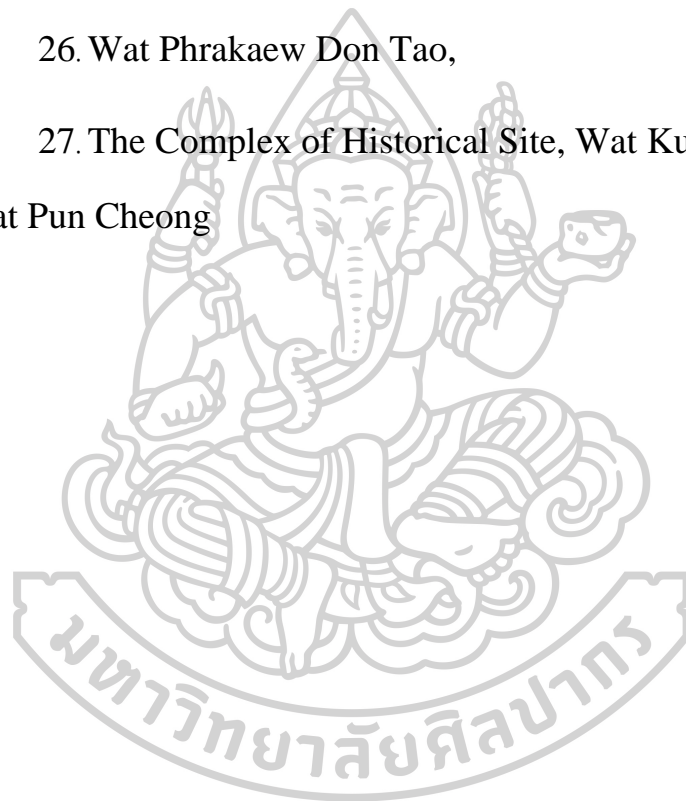 26. Wat Phrakaew Don Tao,
27. The Complex of Historical Site, Wat Ku
at Pun Cheong
มหาวิทยาลัยศิลปากร